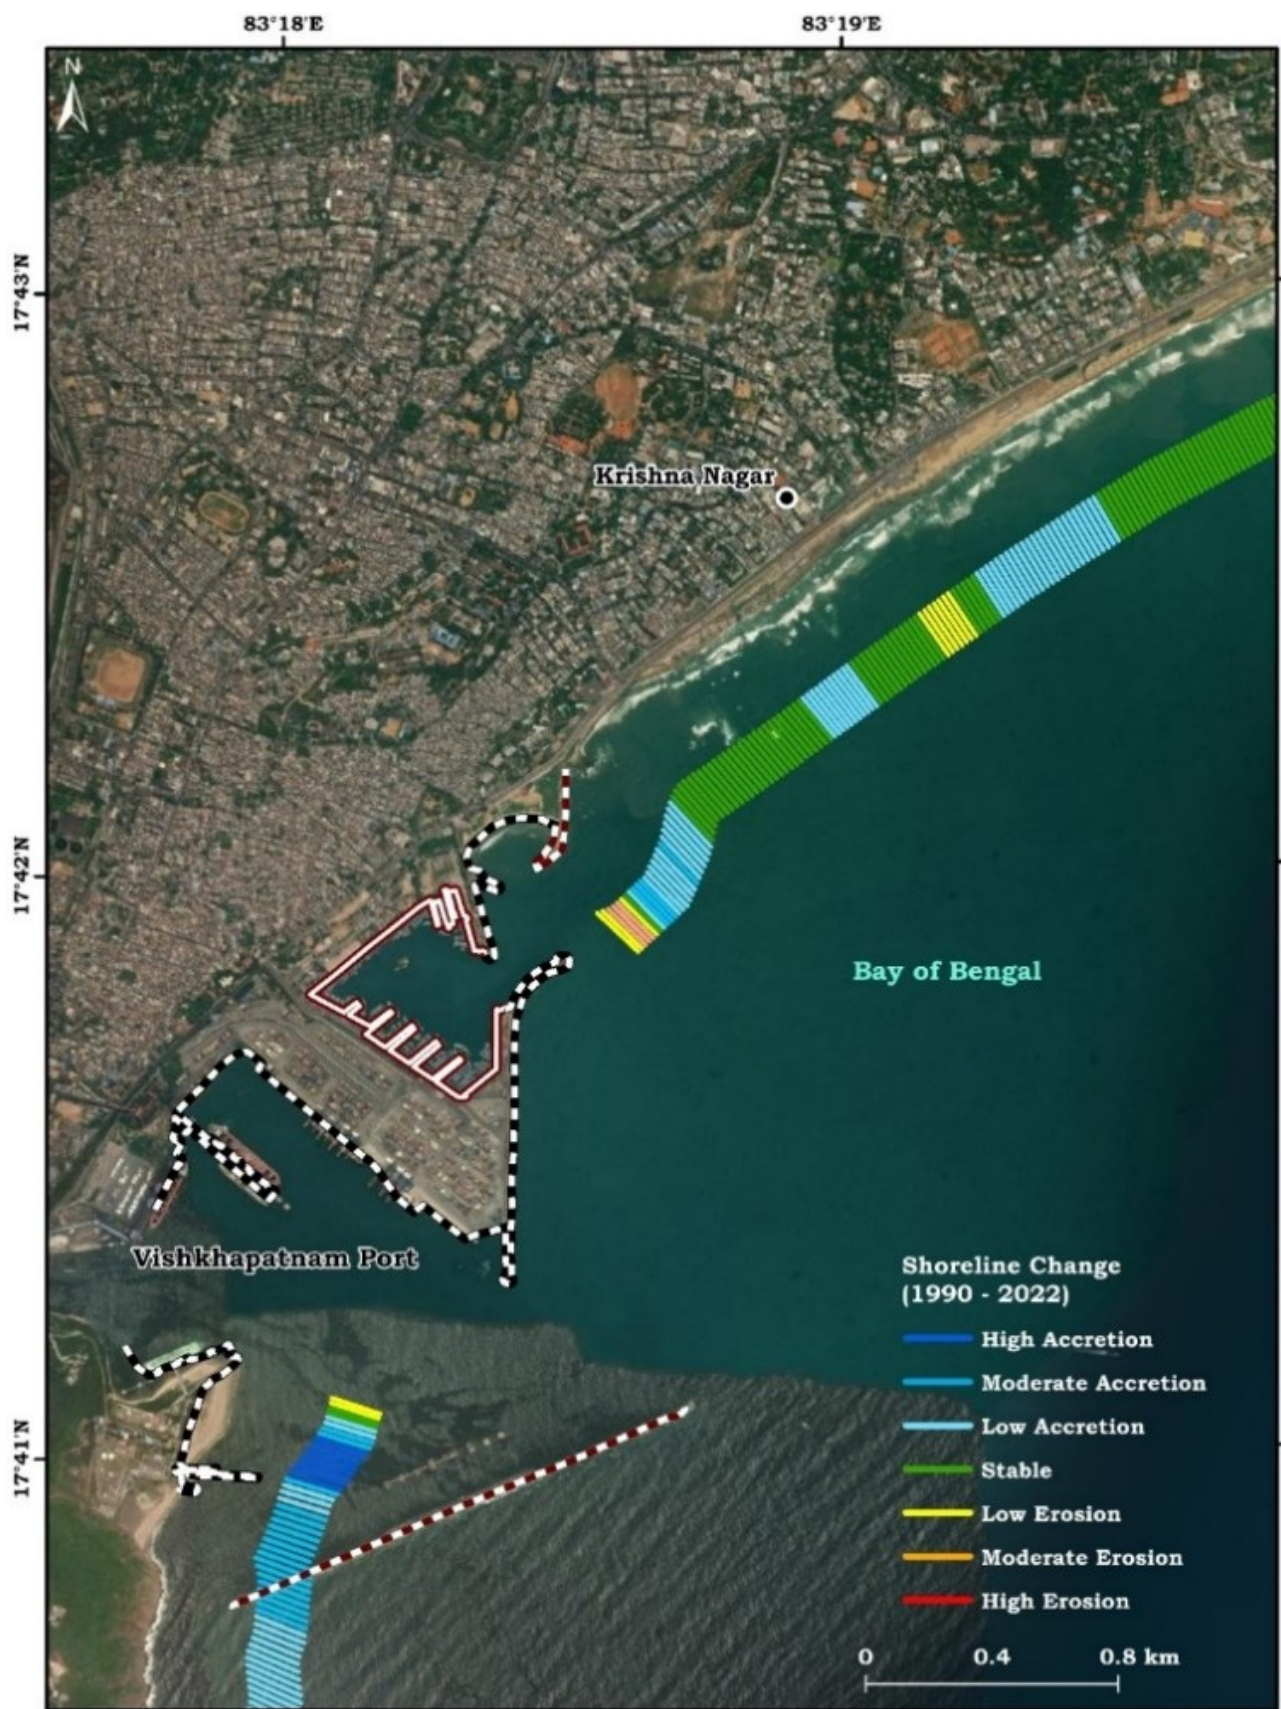 83°18'E
83°19'E
N
17°43'N
Krishna Nagar
17°42'N
Bay of Bengal
Vishkhapatnam Port
Shoreline Change
(1990 - 2022)
High Accretion
Moderate Accretion
Low Accretion
17°41'N
Stable
Low Erosion
Moderate Erosion
High Erosion
0 0.4 0.8 km